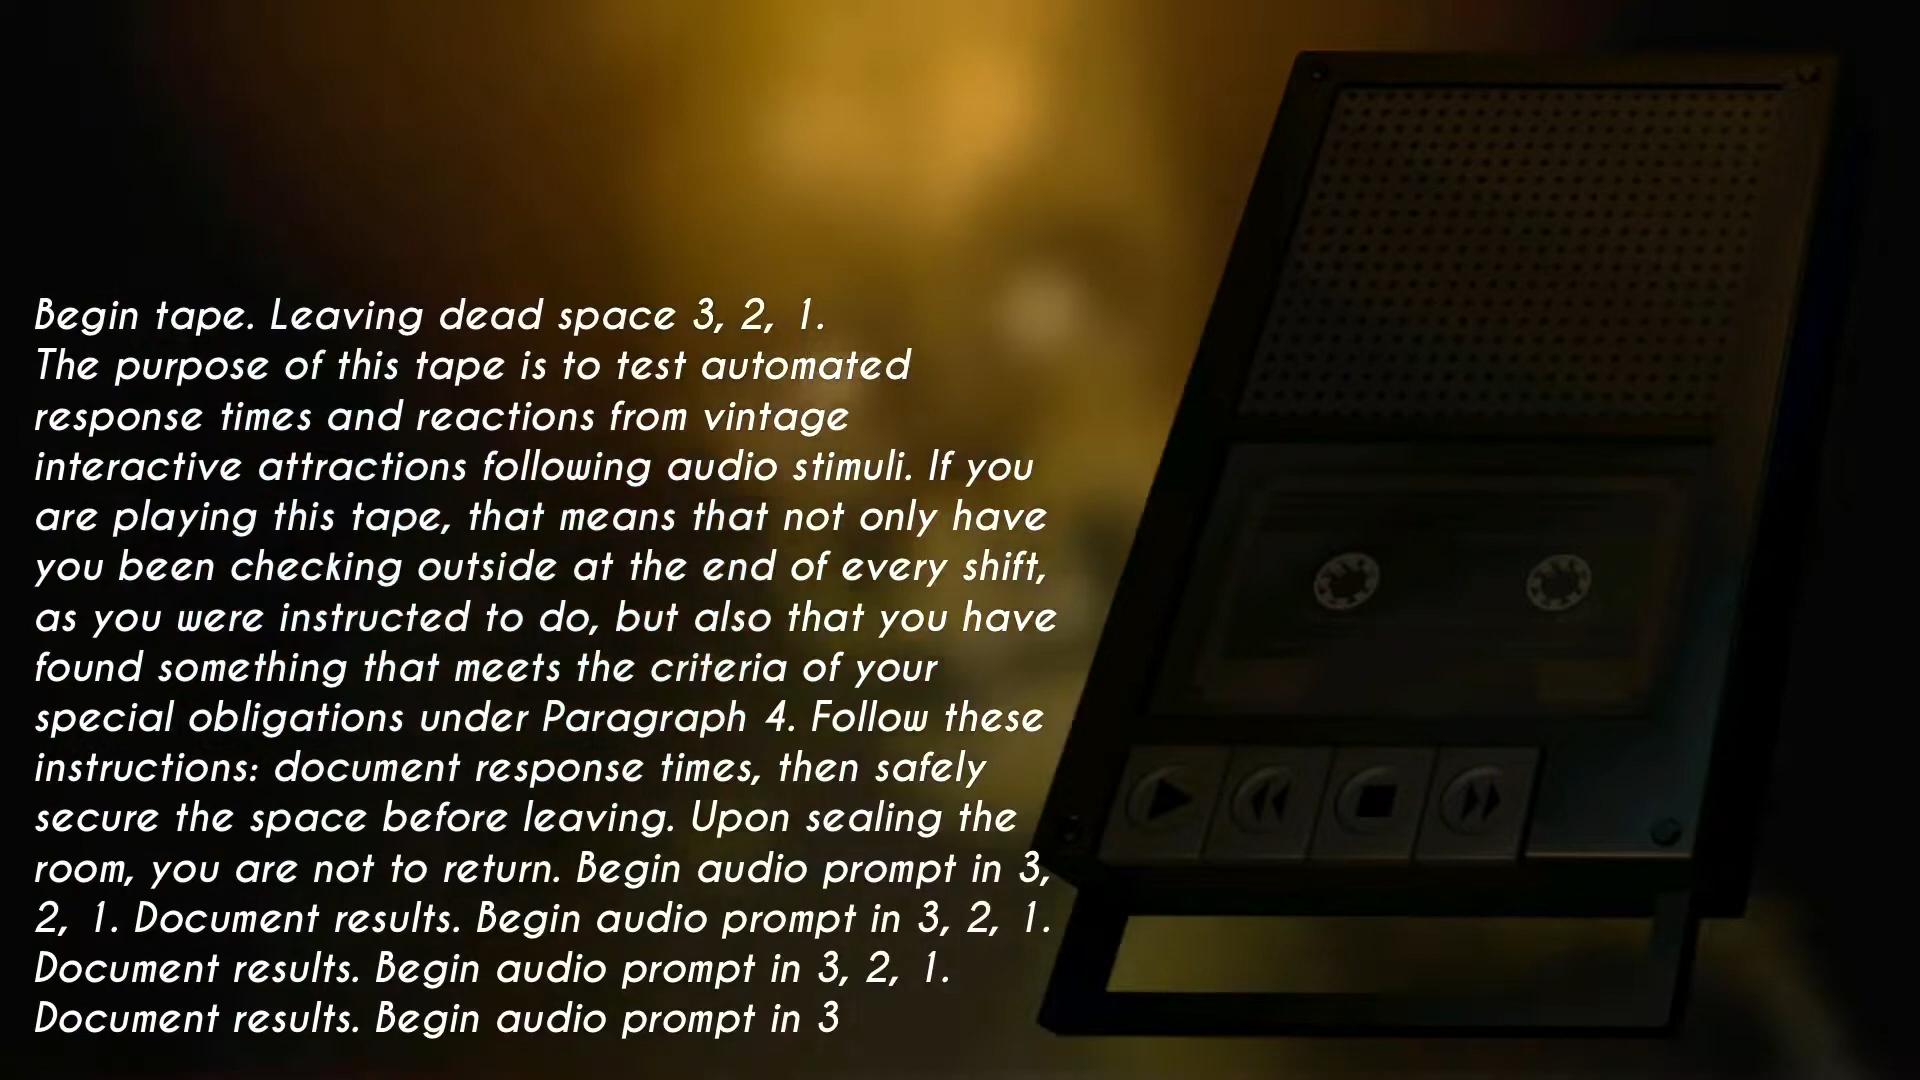 Begin tape. Leaving dead space 3, 2, 1.
The purpose of this tape is to test automated
response times and reactions from vintage
interactive attractions following audio stimuli. If you
are playing this tape, that means that not only have
you been checking outside at the end of every shift,
as you were instructed to do, but also that you have
found something that meets the criteria of your
special obligations under Paragraph 4. Follow these
instructions: document response times, then safely
secure the space before leaving. Upon sealing the
room, you are not to return. Begin audio prompt in 3,
2, 1. Document results. Begin audio prompt in 3, 2, 1.
Document results. Begin audio prompt in 3, 2, 1.
Document results. Begin audio prompt in 3